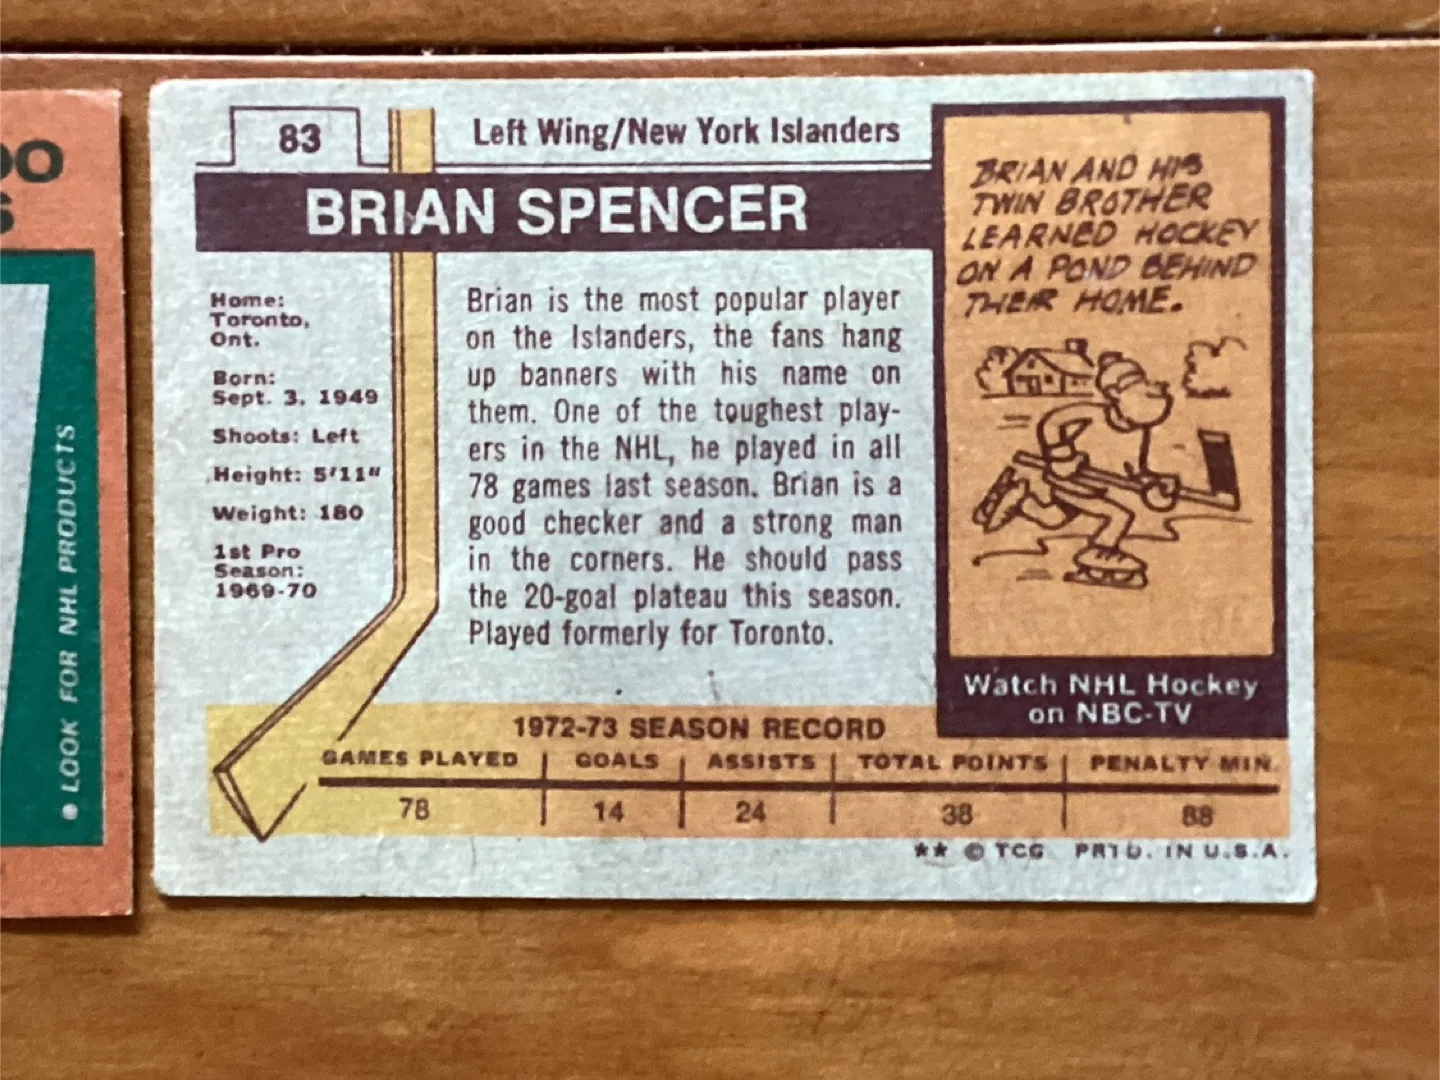 83
Left Wing/New York Islanders
BRIAN SPENCER
Home:
Toronto,
Ont.
Born:
Sept. 3, 1949
Shoots: Left
Height: 5'11"
Weight: 180
1st Pro
Season:
1969-70
Brian is the most popular player
on the Islanders, the fans hang
up banners with his name on
them. One of the toughest play-
ers in the NHL, he played in all
78 games last season. Brian is a
good checker and a strong man
in the corners. He should pass
the 20-goal plateau this season.
Played formerly for Toronto.
BRIAN AND HIS
TWIN BROTHER
LEARNED HOCKEY
ON A POND BEHIND
THEIR HOME.
Watch NHL Hockey
on NBC-TV
1972-73 SEASON RECORD
GAMES PLAYED GOALS ASSISTS TOTAL POINTS PENALTY MIN.
78 14 24 38 88
** © TCG PRTD. IN U.S.A.
• LOOK FOR NHL PRODUCTS